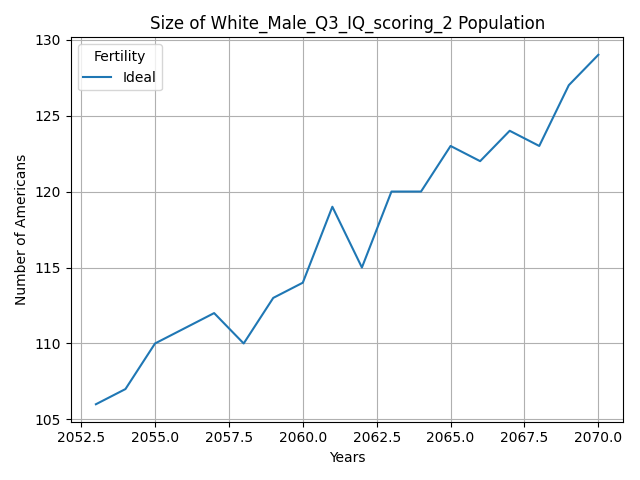 Size of White_Male_Q3_IQ_scoring_2 Population
Fertility
Ideal
Number of Americans
130
125
120
115
110
105
2052.5 2055.0 2057.5 2060.0 2062.5 2065.0 2067.5 2070.0
Years